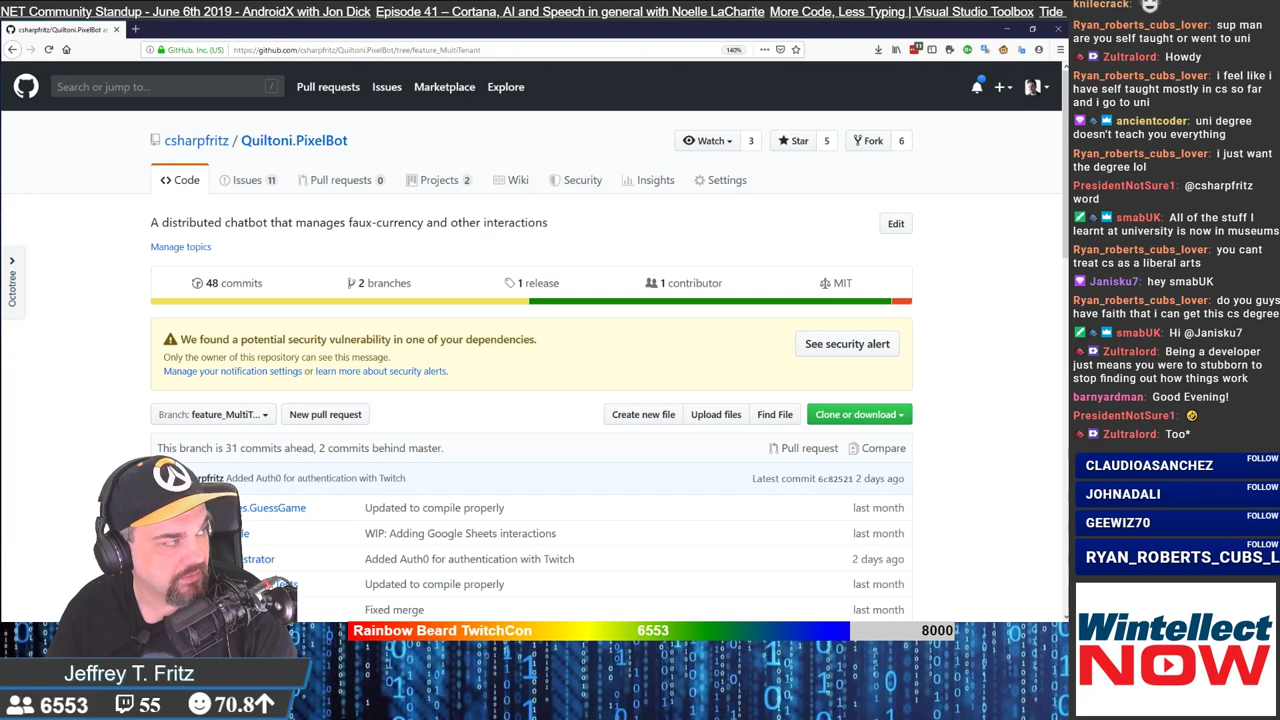 NET Community Standup - June 6th 2019 - AndroidX with Jon Dick Episode 41 – Cortana, AI and Speech in general with Noelle LaCharite Moq Code, Less Typing | Visual Studio Toolbox Tide
csharpfritz/Quiltoni.PixelBot at
GitHub, Inc. (US) https://github.com/csharpfritz/Quiltoni.PixelBot/tree/feature_MultiTenant 140%
Search or jump to... / Pull requests Issues Marketplace Explore
csharpfritz / Quiltoni.PixelBot Watch 3 Star 5 Fork 6
Code Issues 11 Pull requests 0 Projects 2 Wiki Security Insights Settings
A distributed chatbot that manages faux-currency and other interactions Edit
Manage topics
Octotree
48 commits 2 branches 1 release 1 contributor MIT
We found a potential security vulnerability in one of your dependencies.
Only the owner of this repository can see this message.
Manage your notification settings or learn more about security alerts.
See security alert
Branch: feature_MultiT... New pull request Create new file Upload files Find File Clone or download
This branch is 31 commits ahead, 2 commits behind master. Pull request Compare
rpfritz Added Auth0 for authentication with Twitch Latest commit 6c82521 2 days ago
es.GuessGame Updated to compile properly last month
le WIP: Adding Google Sheets interactions last month
strator Added Auth0 for authentication with Twitch 2 days ago
Updated to compile properly last month
Fixed merge last month
Rainbow Beard TwitchCon 6553 8000
Jeffrey T. Fritz
6553 55 70.8
knilecrack:
Ryan_roberts_cubs_lover: sup man
are you self taught or went to uni
Zultralord: Howdy
Ryan_roberts_cubs_lover: i feel like i
have self taught mostly in cs so far
and i go to uni
ancientcoder: uni degree
doesn't teach you everything
Ryan_roberts_cubs_lover: i just want
the degree lol
PresidentNotSure1: @csharpfritz
word
smabUK: All of the stuff I
learnt at university is now in museums
Ryan_roberts_cubs_lover: you cant
treat cs as a liberal arts
Janisku7: hey smabUK
Ryan_roberts_cubs_lover: do you guys
have faith that i can get this cs degree
smabUK: Hi @Janisku7
Zultralord: Being a developer
just means you were to stubborn to
stop finding out how things work
barnyardman: Good Evening!
PresidentNotSure1:
Zultralord: Too*
CLAUDIOASANCHEZ FOLLOW
JOHNADALI FOLLOW
GEEWIZ70 FOLLOW
RYAN_ROBERTS_CUBS_L FOLLOW
Wintellect
NOW